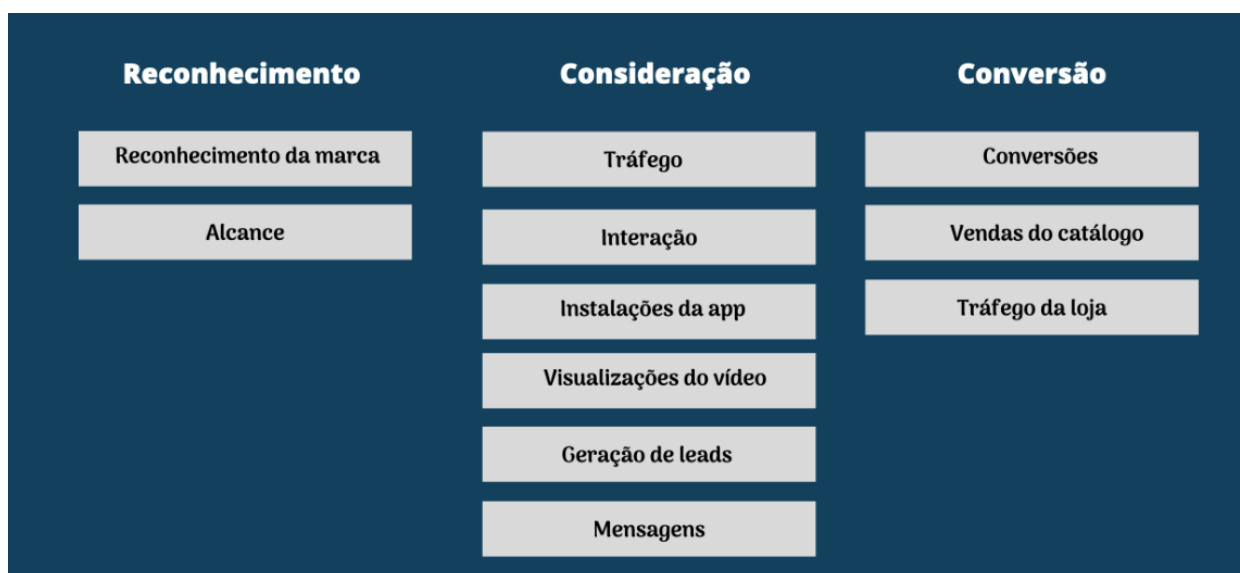 Reconhecimento
Reconhecimento da marca
Alcance
Consideração
Tráfego
Interação
Instalações da app
Visualizações do vídeo
Geração de leads
Mensagens
Conversão
Conversões
Vendas do catálogo
Tráfego da loja